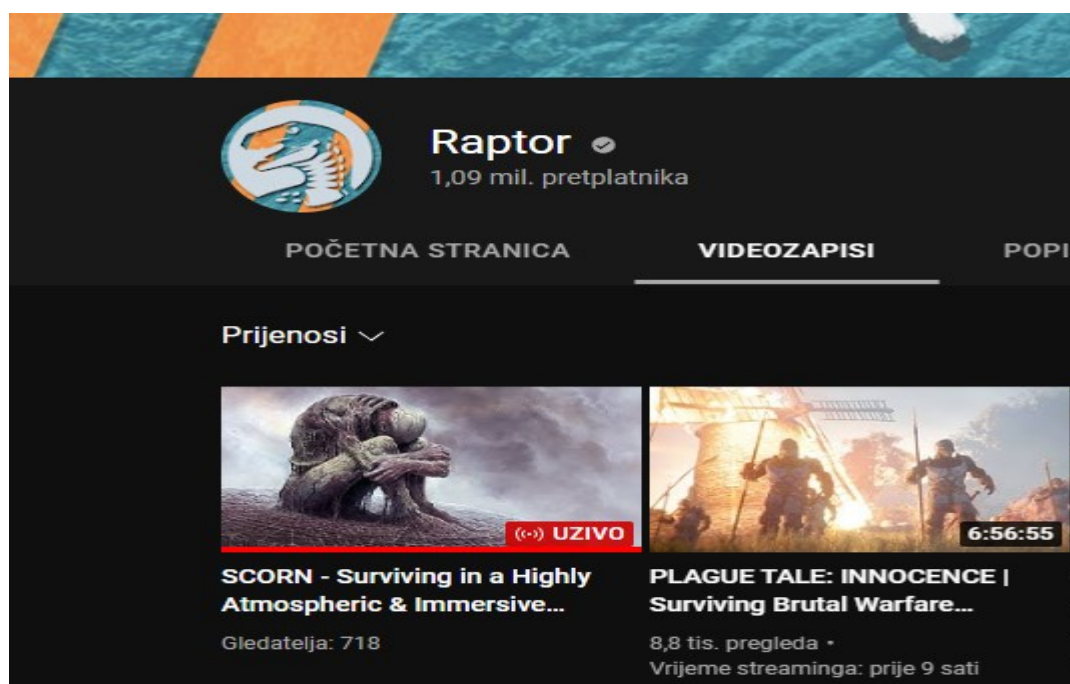 Raptor
1,09 mil. pretplatnika
POČETNA STRANICA VIDEOZAPISI POPI
Prijenosi
UŽIVO
6:56:55
SCORN - Surviving in a Highly
Atmospheric & Immersive...
Gledatelja: 718
PLAGUE TALE: INNOCENCE |
Surviving Brutal Warfare...
8,8 tis. pregleda •
Vrijeme streaminga: prije 9 sati